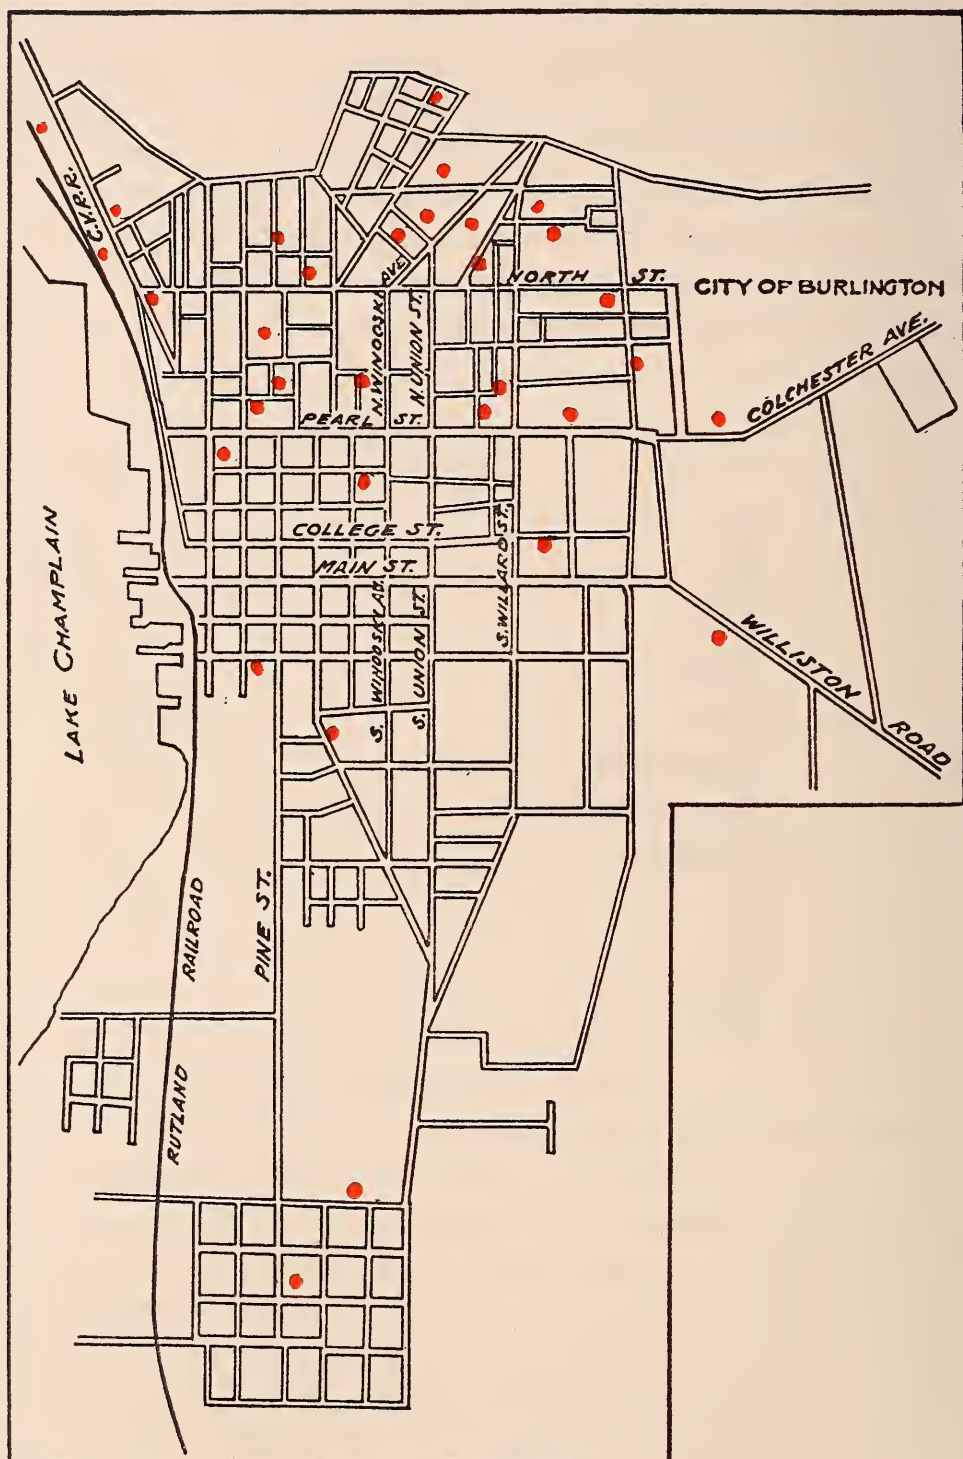 C.V.R.R.
NORTH ST.
CITY OF BURLINGTON
N. WINOOSKI AVE
N. UNION ST.
COLCHESTER AVE.
PEARL ST.
COLLEGE ST.
MAIN ST.
S. WILLARD ST.
LAKE CHAMPLAIN
S. WINOOSKI AV.
S. UNION ST.
WILLISTON ROAD
PINE ST.
RUTLAND RAILROAD